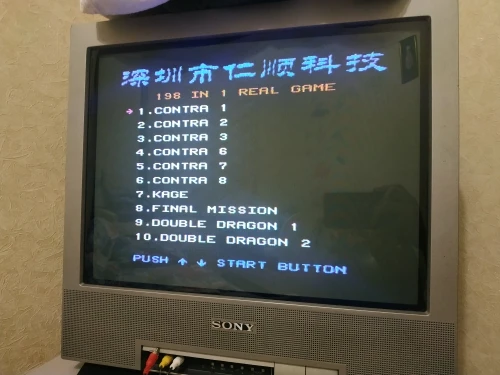 深圳市仁顺科技
198 IN 1 REAL GAME
→ 1.CONTRA 1
2.CONTRA 2
3.CONTRA 3
4.CONTRA 6
5.CONTRA 7
6.CONTRA 8
7.KAGE
8.FINAL MISSION
9.DOUBLE DRAGON 1
10.DOUBLE DRAGON 2
PUSH ↑ ↓ START BUTTON
SONY